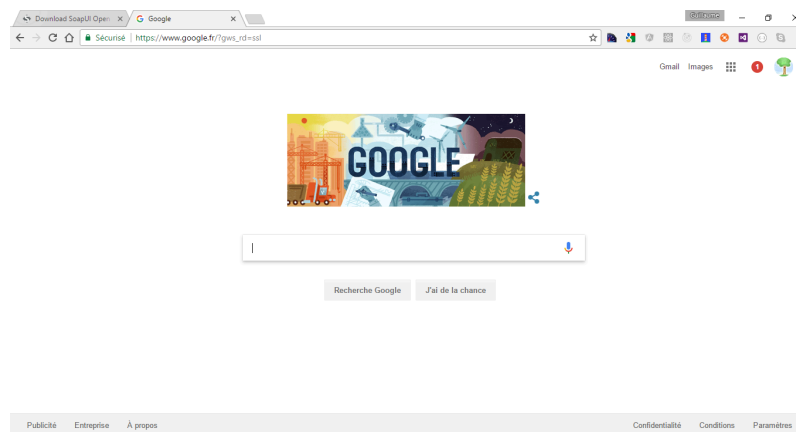 Download SoapUI Open
Google
Guillaume
Sécurisé
https://www.google.fr/?gws_rd=ssl
Gmail
Images
1
GOOGLE
Recherche Google
J'ai de la chance
Publicité
Entreprise
À propos
Confidentialité
Conditions
Paramètres